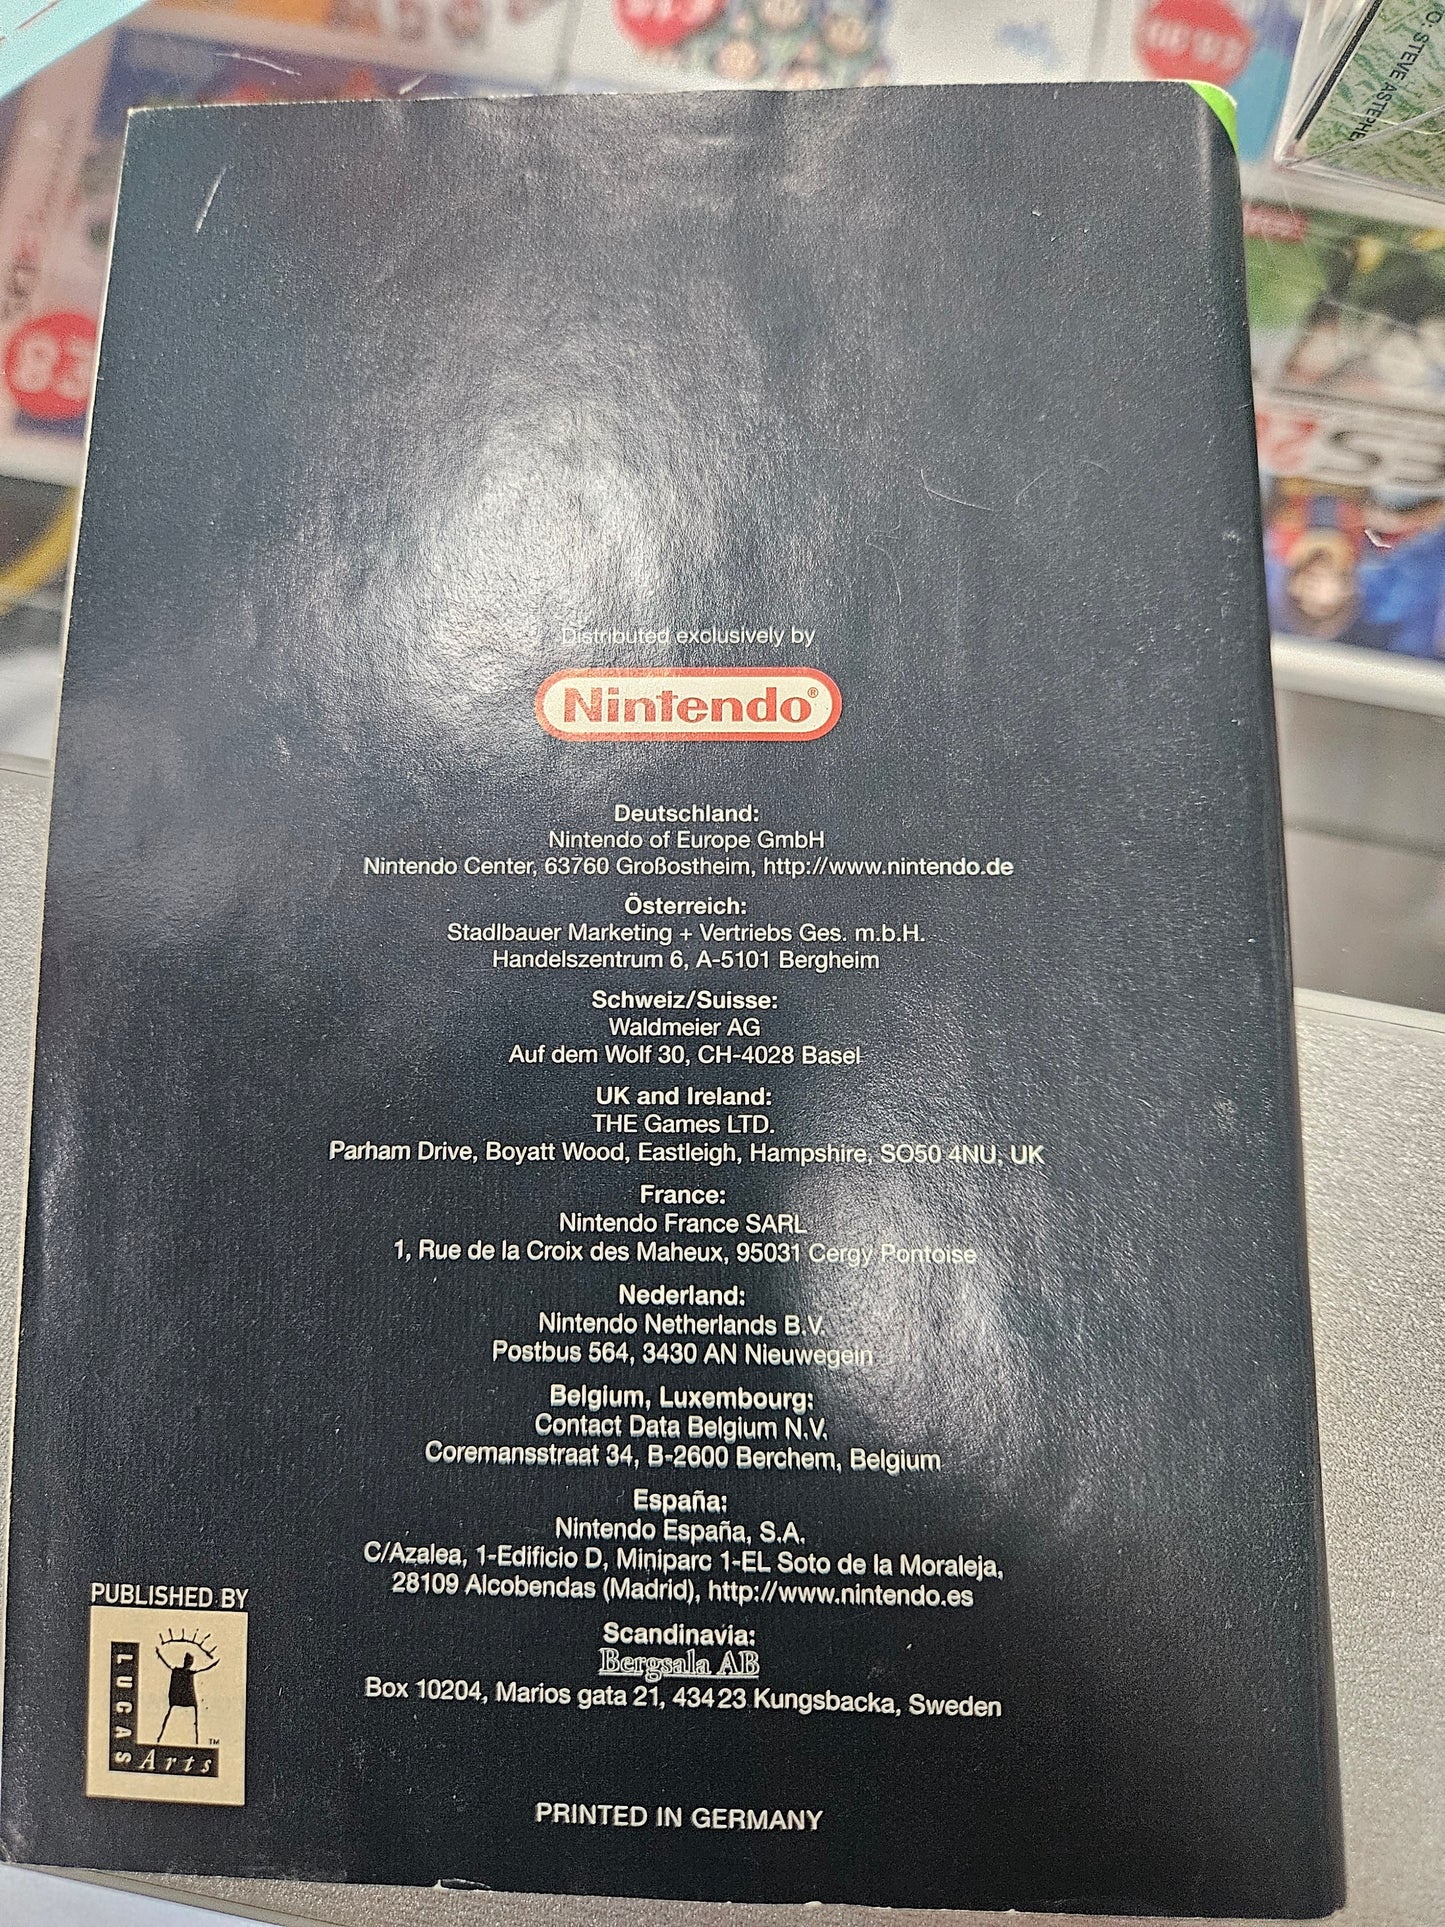 Distributed exclusively by
Nintendo®
Deutschland:
Nintendo of Europe GmbH
Nintendo Center, 63760 Großostheim, http://www.nintendo.de
Österreich:
Stadlbauer Marketing + Vertriebs Ges. m.b.H.
Handelszentrum 6, A-5101 Bergheim
Schweiz/Suisse:
Waldmeier AG
Auf dem Wolf 30, CH-4028 Basel
UK and Ireland:
THE Games LTD.
Parham Drive, Boyatt Wood, Eastleigh, Hampshire, SO50 4NU, UK
France:
Nintendo France SARL
1, Rue de la Croix des Maheux, 95031 Cergy Pontoise
Nederland:
Nintendo Netherlands B.V.
Postbus 564, 3430 AN Nieuwegein
Belgium, Luxembourg:
Contact Data Belgium N.V.
Coremansstraat 34, B-2600 Berchem, Belgium
España:
Nintendo España, S.A.
C/Azalea, 1-Edificio D, Miniparc 1-EL Soto de la Moraleja,
28109 Alcobendas (Madrid), http://www.nintendo.es
Scandinavia:
Bergsala AB
Box 10204, Marios gata 21, 434 23 Kungsbacka, Sweden
PUBLISHED BY
LUCAS
Arts
TM
PRINTED IN GERMANY
STEVE